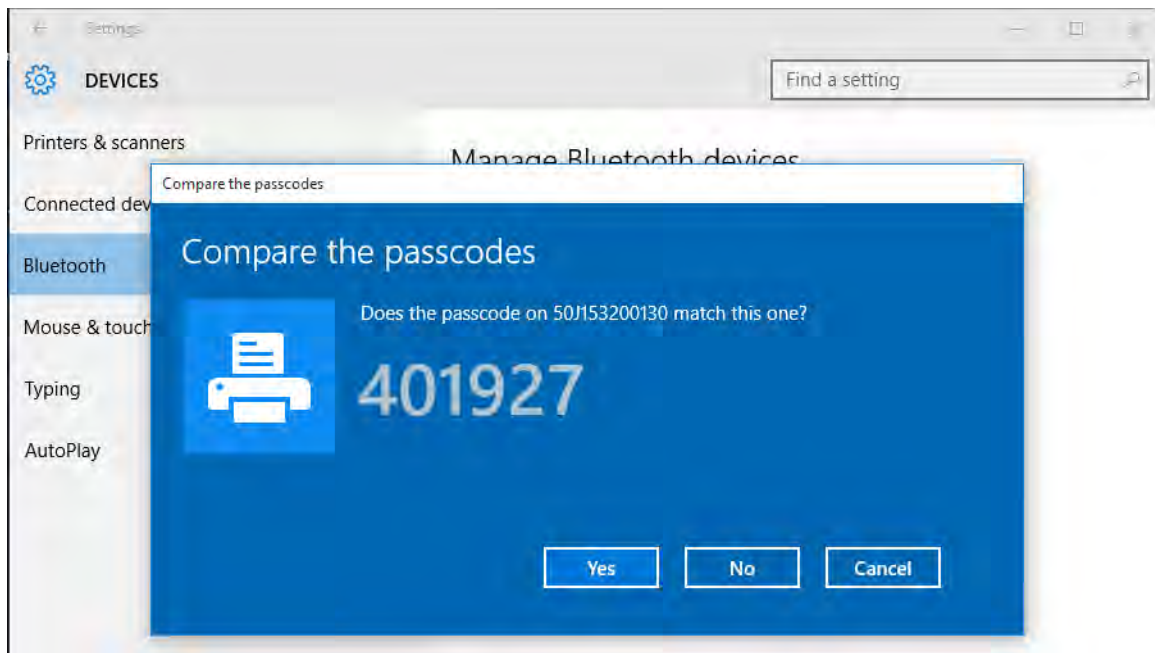 Settings
DEVICES
Find a setting
Printers & scanners
Manage Bluetooth devices
Connected dev
Bluetooth
Mouse & touch
Typing
AutoPlay
Compare the passcodes
Compare the passcodes
Does the passcode on 50J153200130 match this one?
401927
Yes
No
Cancel